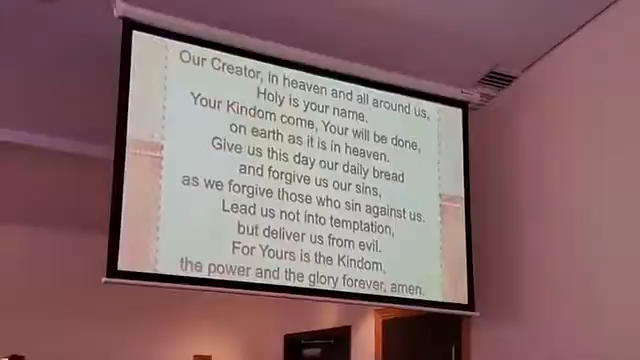 Our Creator, in heaven and all around us,
Holy is your name.
Your Kindom come, Your will be done,
on earth as it is in heaven.
Give us this day our daily bread
and forgive us our sins,
as we forgive those who sin against us.
Lead us not into temptation,
but deliver us from evil.
For Yours is the Kindom,
the power and the glory forever, amen.